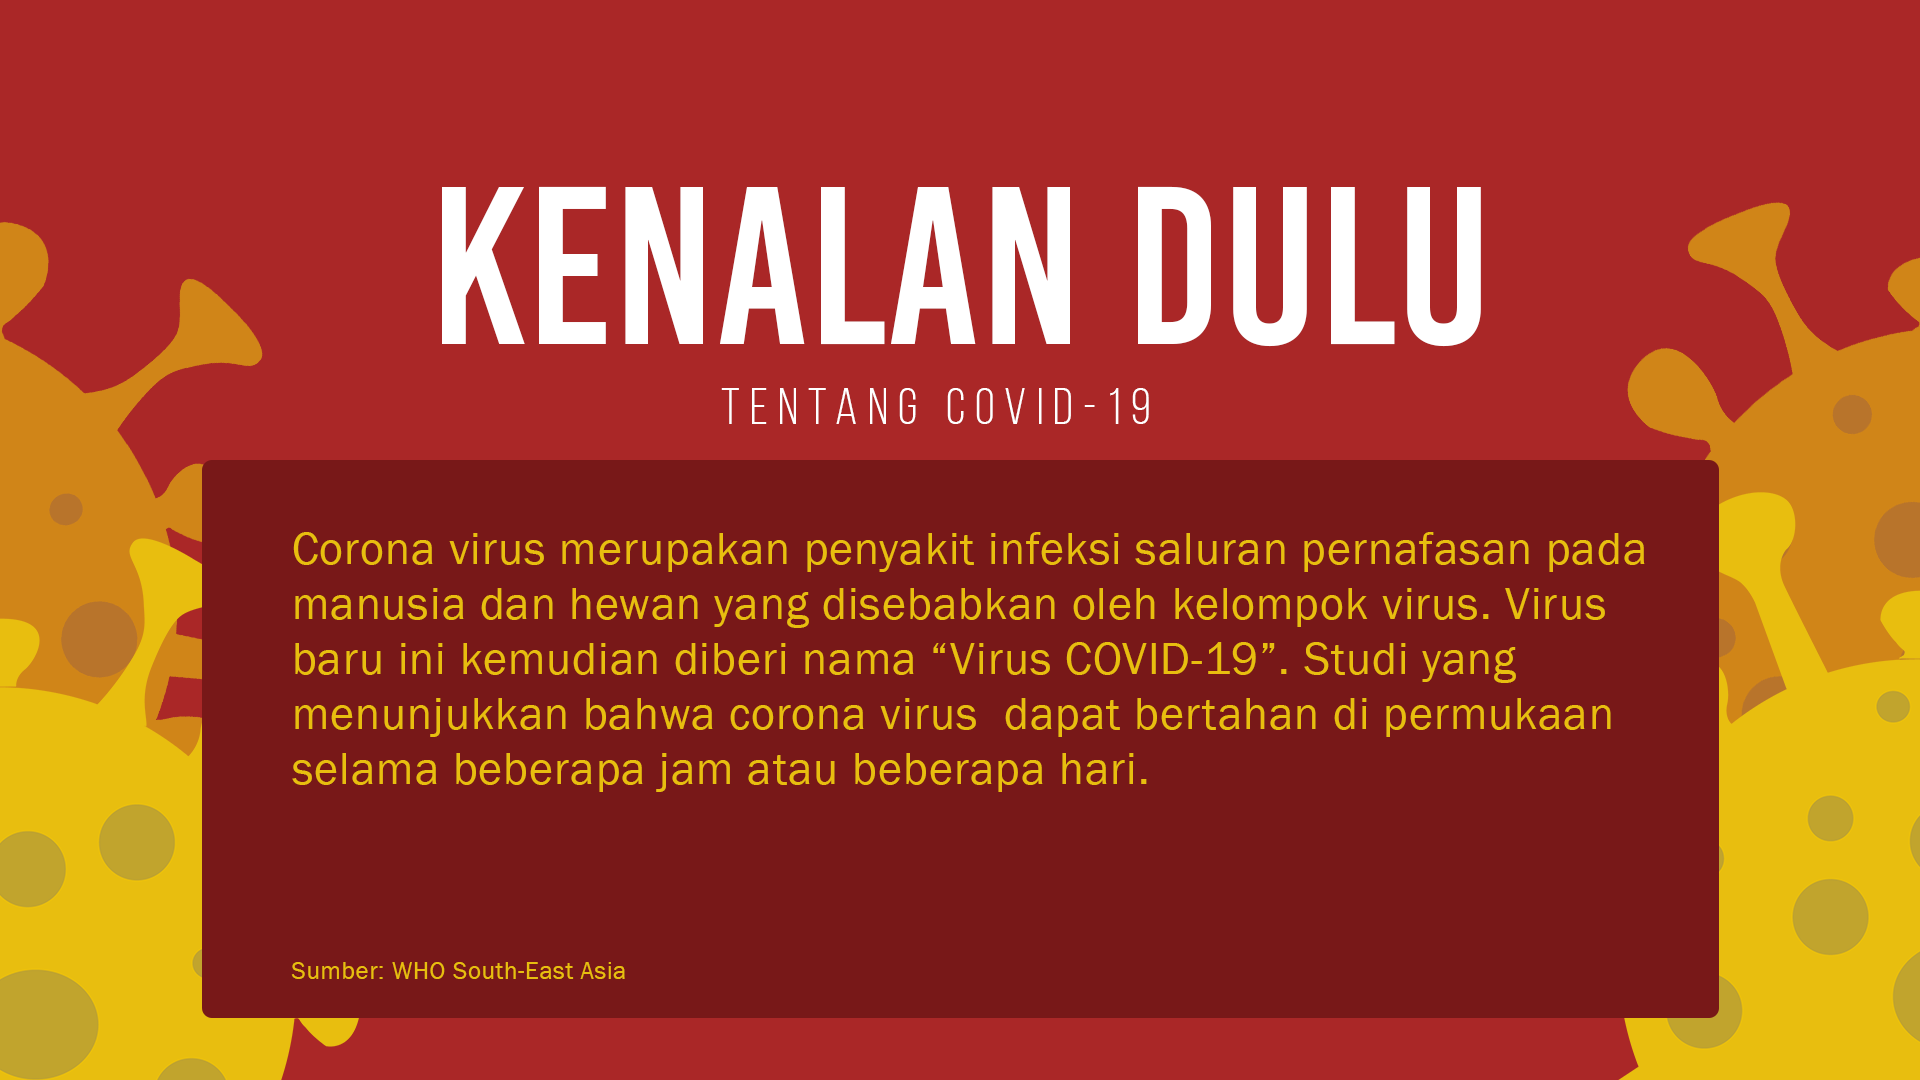 KENALAN DULU
TENTANG COVID-19
Corona virus merupakan penyakit infeksi saluran pernafasan pada
manusia dan hewan yang disebabkan oleh kelompok virus. Virus
baru ini kemudian diberi nama “Virus COVID-19”. Studi yang
menunjukkan bahwa corona virus  dapat bertahan di permukaan
selama beberapa jam atau beberapa hari.
Sumber: WHO South-East Asia